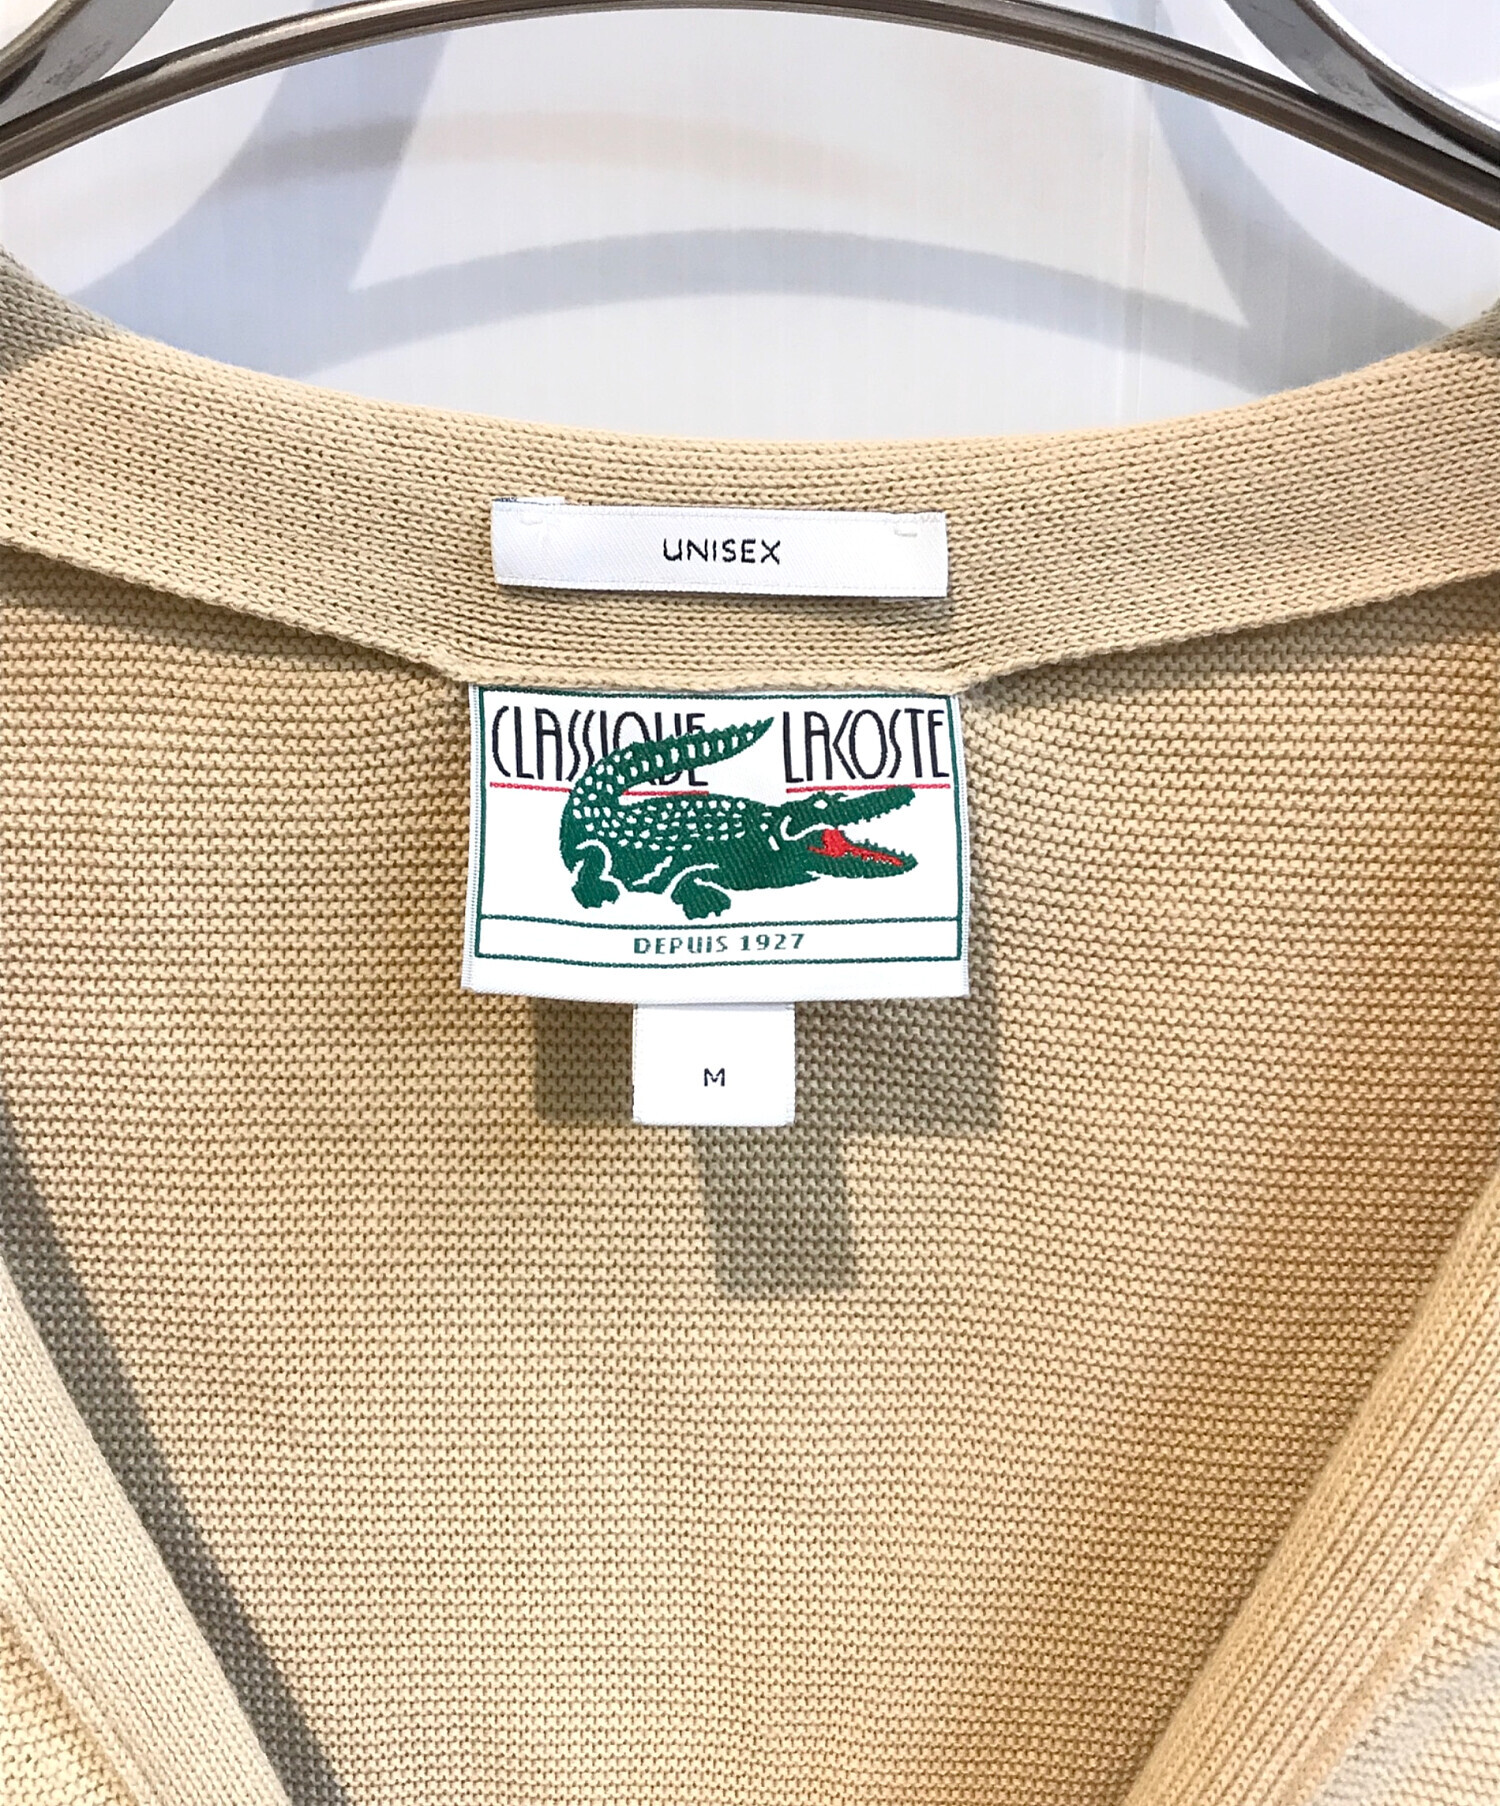 UNISEX
CLASSIQUE LACOSTE
DEPUIS 1927
M